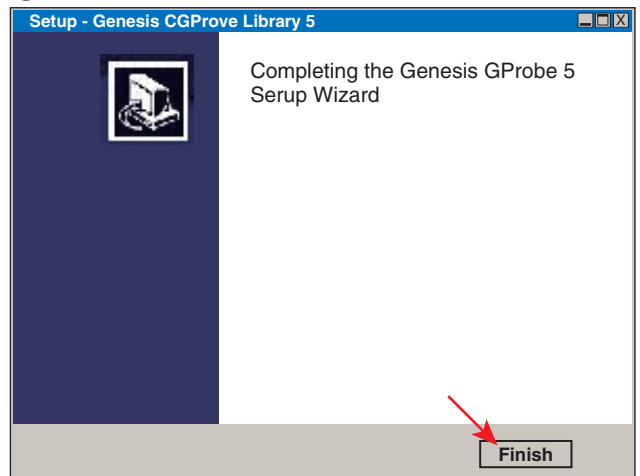 Setup - Genesis CGProve Library 5
Completing the Genesis GProbe 5
Serup Wizard
Finish